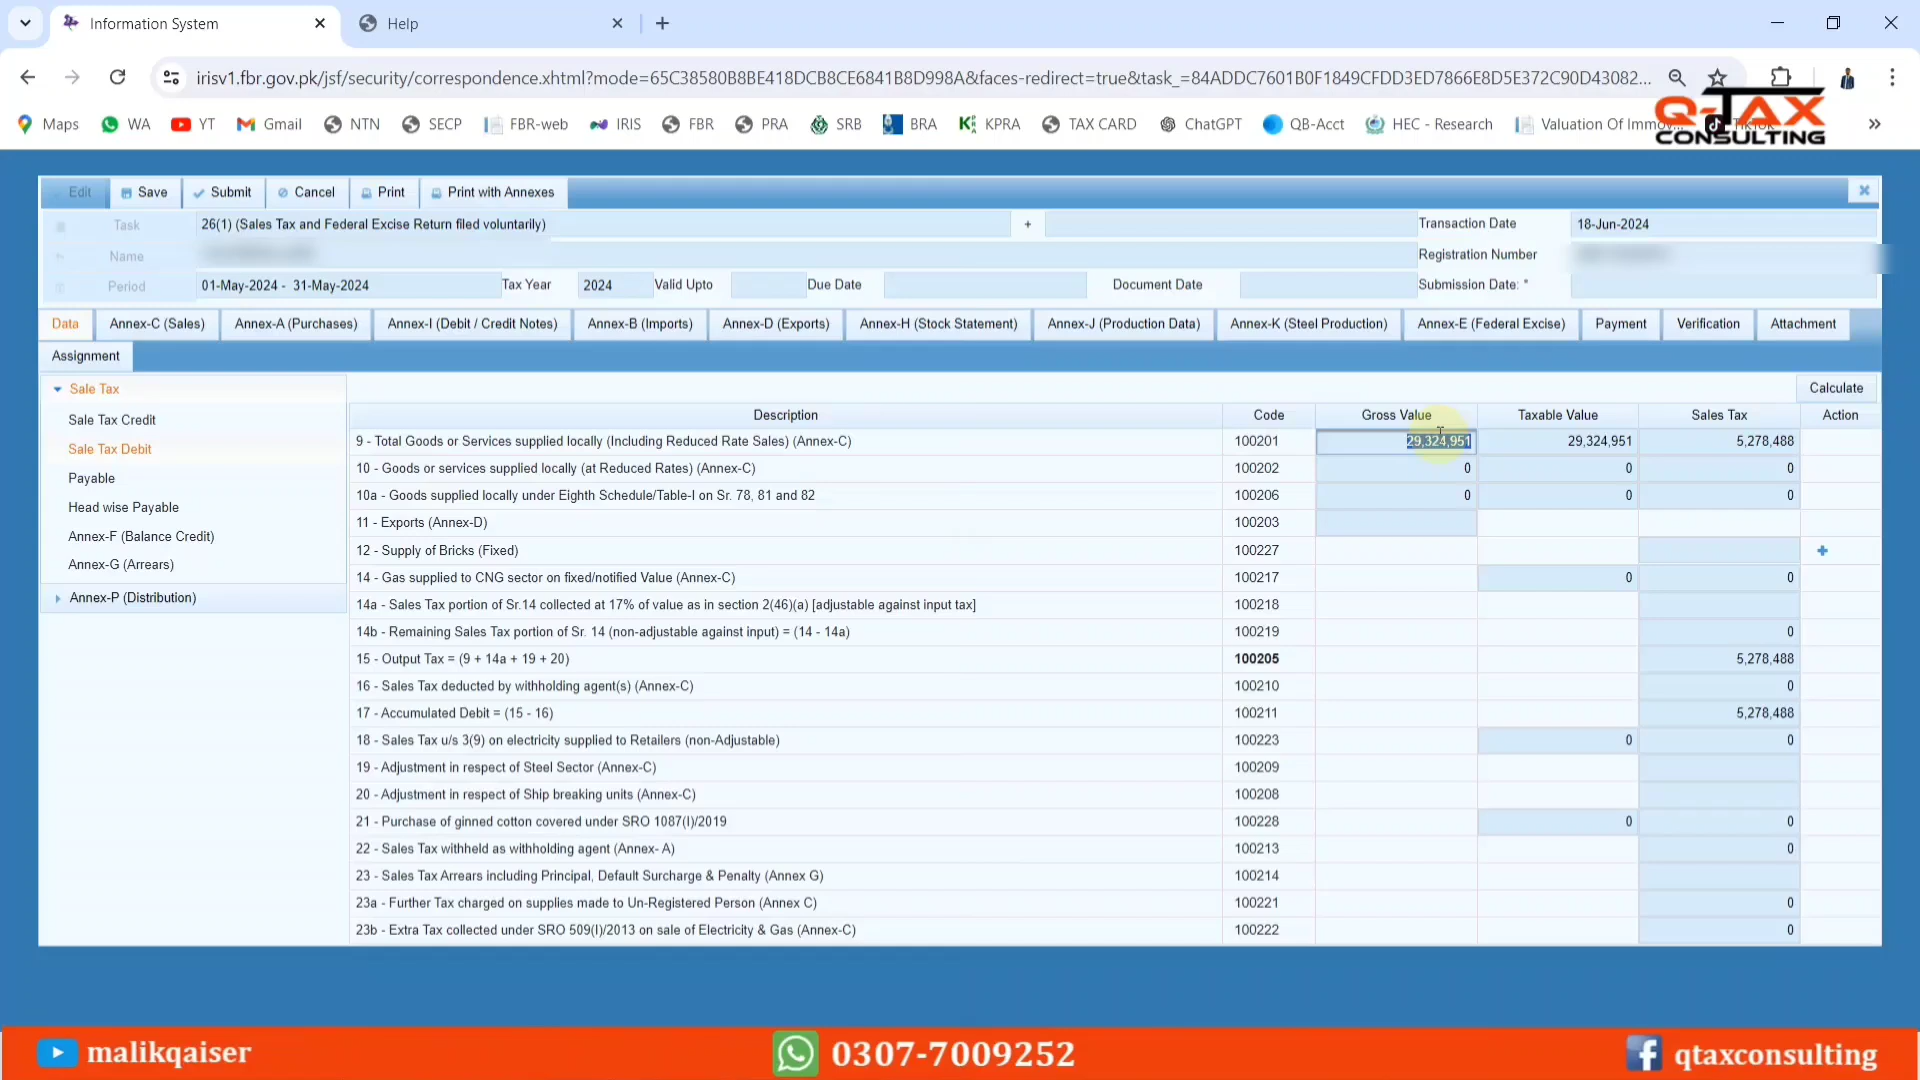 Information System
Help
irisv1.fbr.gov.pk/jsf/security/correspondence.xhtml?mode=65C38580B8BE418DCB8CE6841B8D998A&faces-redirect=true&task_=84ADDC7601B0F1849CFDD3ED7866E8D5E372C90D43082...
Maps WA YT Gmail NTN SECP FBR-web IRIS FBR PRA SRB BRA KPRA TAX CARD ChatGPT QB-Acct HEC - Research Valuation Of
Q-TAX
CONSULTING
Edit Save Submit Cancel Print Print with Annexes
Task 26(1) (Sales Tax and Federal Excise Return filed voluntarily) + Transaction Date 18-Jun-2024
Name Registration Number
Period 01-May-2024 - 31-May-2024 Tax Year 2024 Valid Upto Due Date Document Date Submission Date: *
Data Annex-C (Sales) Annex-A (Purchases) Annex-I (Debit / Credit Notes) Annex-B (Imports) Annex-D (Exports) Annex-H (Stock Statement) Annex-J (Production Data) Annex-K (Steel Production) Annex-E (Federal Excise) Payment Verification Attachment
Assignment
Sale Tax
Sale Tax Credit
Sale Tax Debit
Payable
Head wise Payable
Annex-F (Balance Credit)
Annex-G (Arrears)
Annex-P (Distribution)
Calculate
Description Code Gross Value Taxable Value Sales Tax Action
9 - Total Goods or Services supplied locally (Including Reduced Rate Sales) (Annex-C) 100201 29,324,951 29,324,951 5,278,488
10 - Goods or services supplied locally (at Reduced Rates) (Annex-C) 100202 0 0 0
10a - Goods supplied locally under Eighth Schedule/Table-I on Sr. 78, 81 and 82 100206 0 0 0
11 - Exports (Annex-D) 100203
12 - Supply of Bricks (Fixed) 100227
14 - Gas supplied to CNG sector on fixed/notified Value (Annex-C) 100217 0 0
14a - Sales Tax portion of Sr.14 collected at 17% of value as in section 2(46)(a) [adjustable against input tax] 100218
14b - Remaining Sales Tax portion of Sr. 14 (non-adjustable against input) = (14 - 14a) 100219 0
15 - Output Tax = (9 + 14a + 19 + 20) 100205 5,278,488
16 - Sales Tax deducted by withholding agent(s) (Annex-C) 100210 0
17 - Accumulated Debit = (15 - 16) 100211 5,278,488
18 - Sales Tax u/s 3(9) on electricity supplied to Retailers (non-Adjustable) 100223 0 0
19 - Adjustment in respect of Steel Sector (Annex-C) 100209
20 - Adjustment in respect of Ship breaking units (Annex-C) 100208
21 - Purchase of ginned cotton covered under SRO 1087(I)/2019 100228 0 0
22 - Sales Tax withheld as withholding agent (Annex- A) 100213 0
23 - Sales Tax Arrears including Principal, Default Surcharge & Penalty (Annex G) 100214
23a - Further Tax charged on supplies made to Un-Registered Person (Annex C) 100221 0
23b - Extra Tax collected under SRO 509(I)/2013 on sale of Electricity & Gas (Annex-C) 100222 0
malikqaiser 0307-7009252 qtaxconsulting